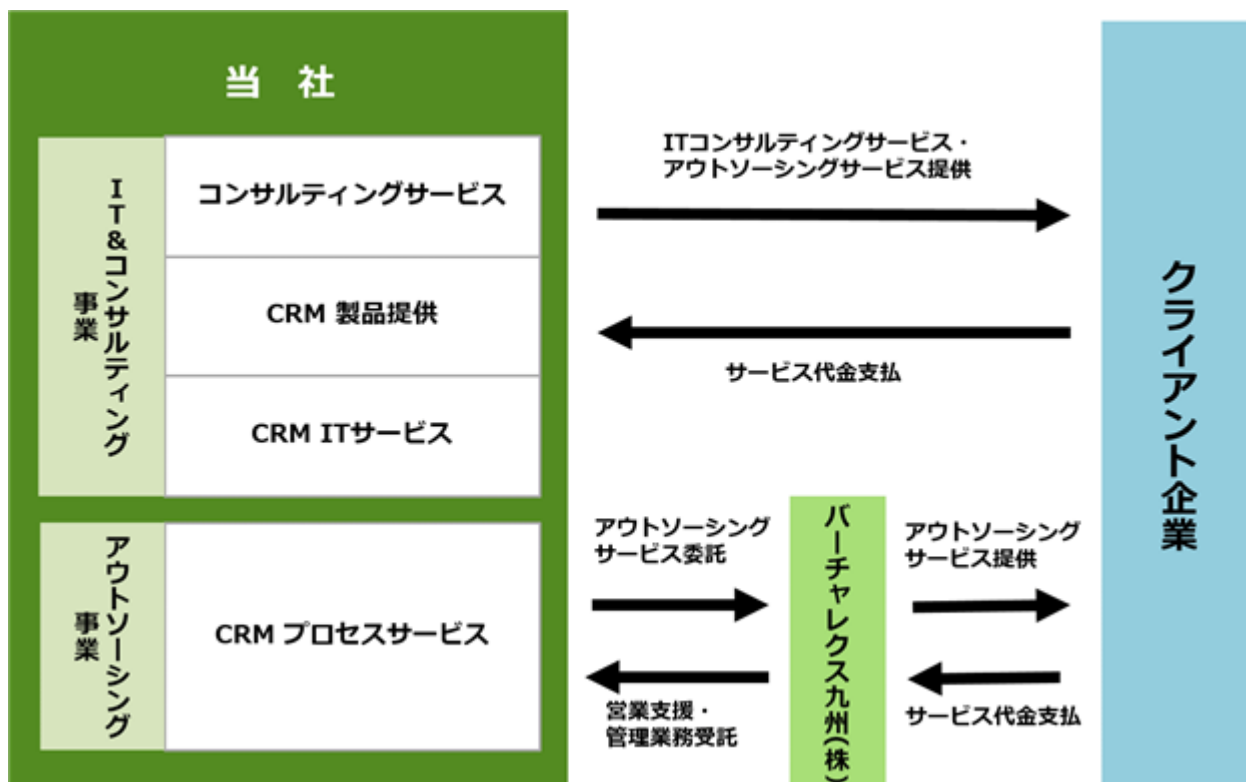 当 社
IT&コンサルティング
事業
コンサルティングサービス
CRM 製品提供
CRM ITサービス
アウトソーシング
事業
CRM プロセスサービス
ITコンサルティングサービス・
アウトソーシングサービス提供
サービス代金支払
アウトソーシング
サービス委託
営業支援・
管理業務受託
バーチャレクス九州(株)
アウトソーシング
サービス提供
サービス代金支払
クライアント企業